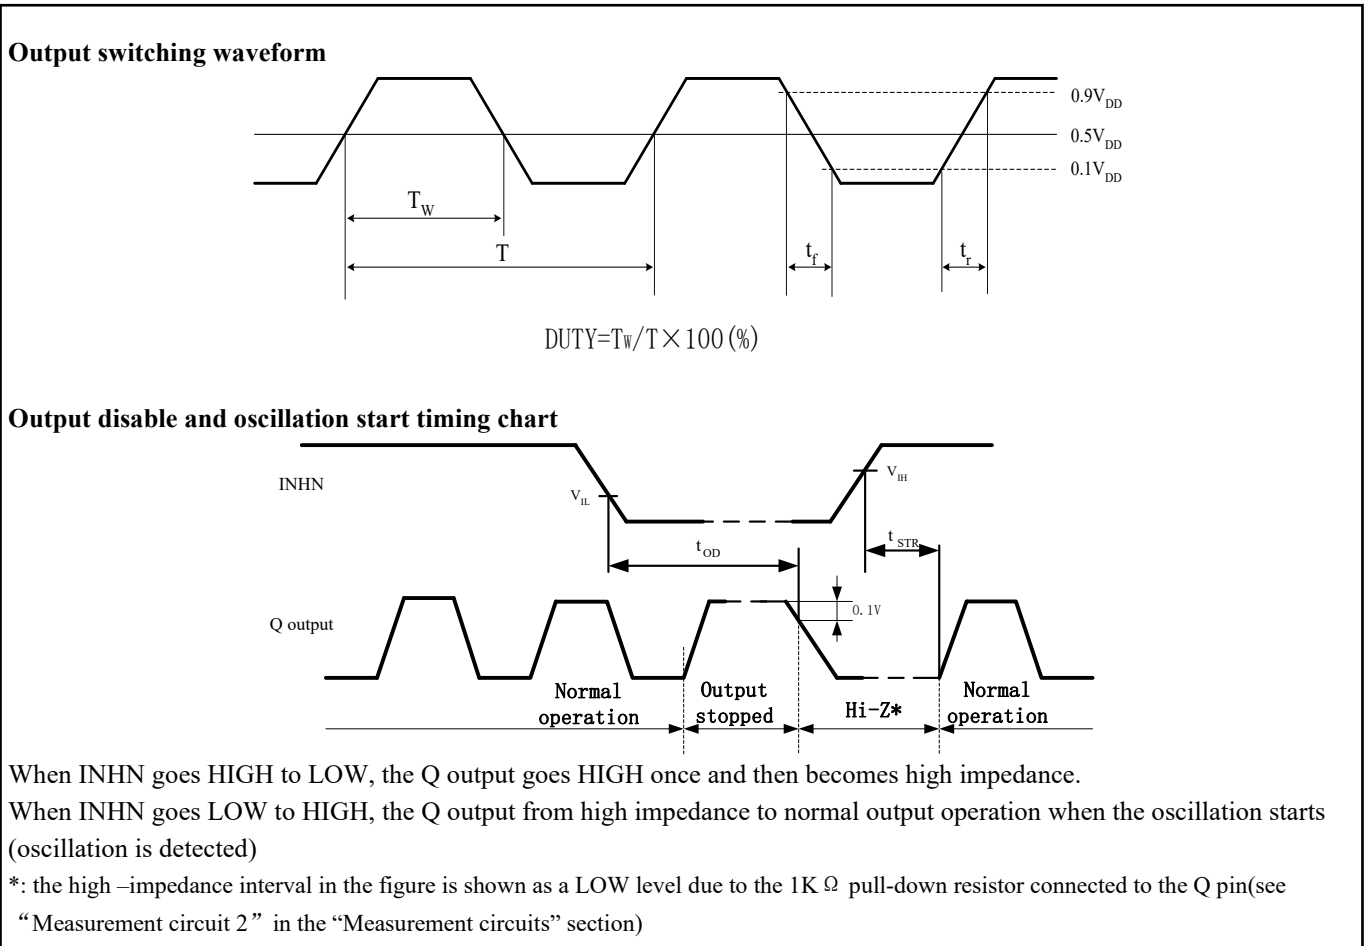 Output switching waveform
0.9V_DD
0.5V_DD
0.1V_DD
T_W
T
t_f
t_r
DUTY=Tw/T×100(%)
Output disable and oscillation start timing chart
INHN
V_IL
V_IH
t_OD
t_STR
0.1V
Q output
Normal operation
Output stopped
Hi-Z*
Normal operation
When INHN goes HIGH to LOW, the Q output goes HIGH once and then becomes high impedance.
When INHN goes LOW to HIGH, the Q output from high impedance to normal output operation when the oscillation starts
(oscillation is detected)
*: the high –impedance interval in the figure is shown as a LOW level due to the 1K Ω pull-down resistor connected to the Q pin(see
“Measurement circuit 2” in the “Measurement circuits” section)